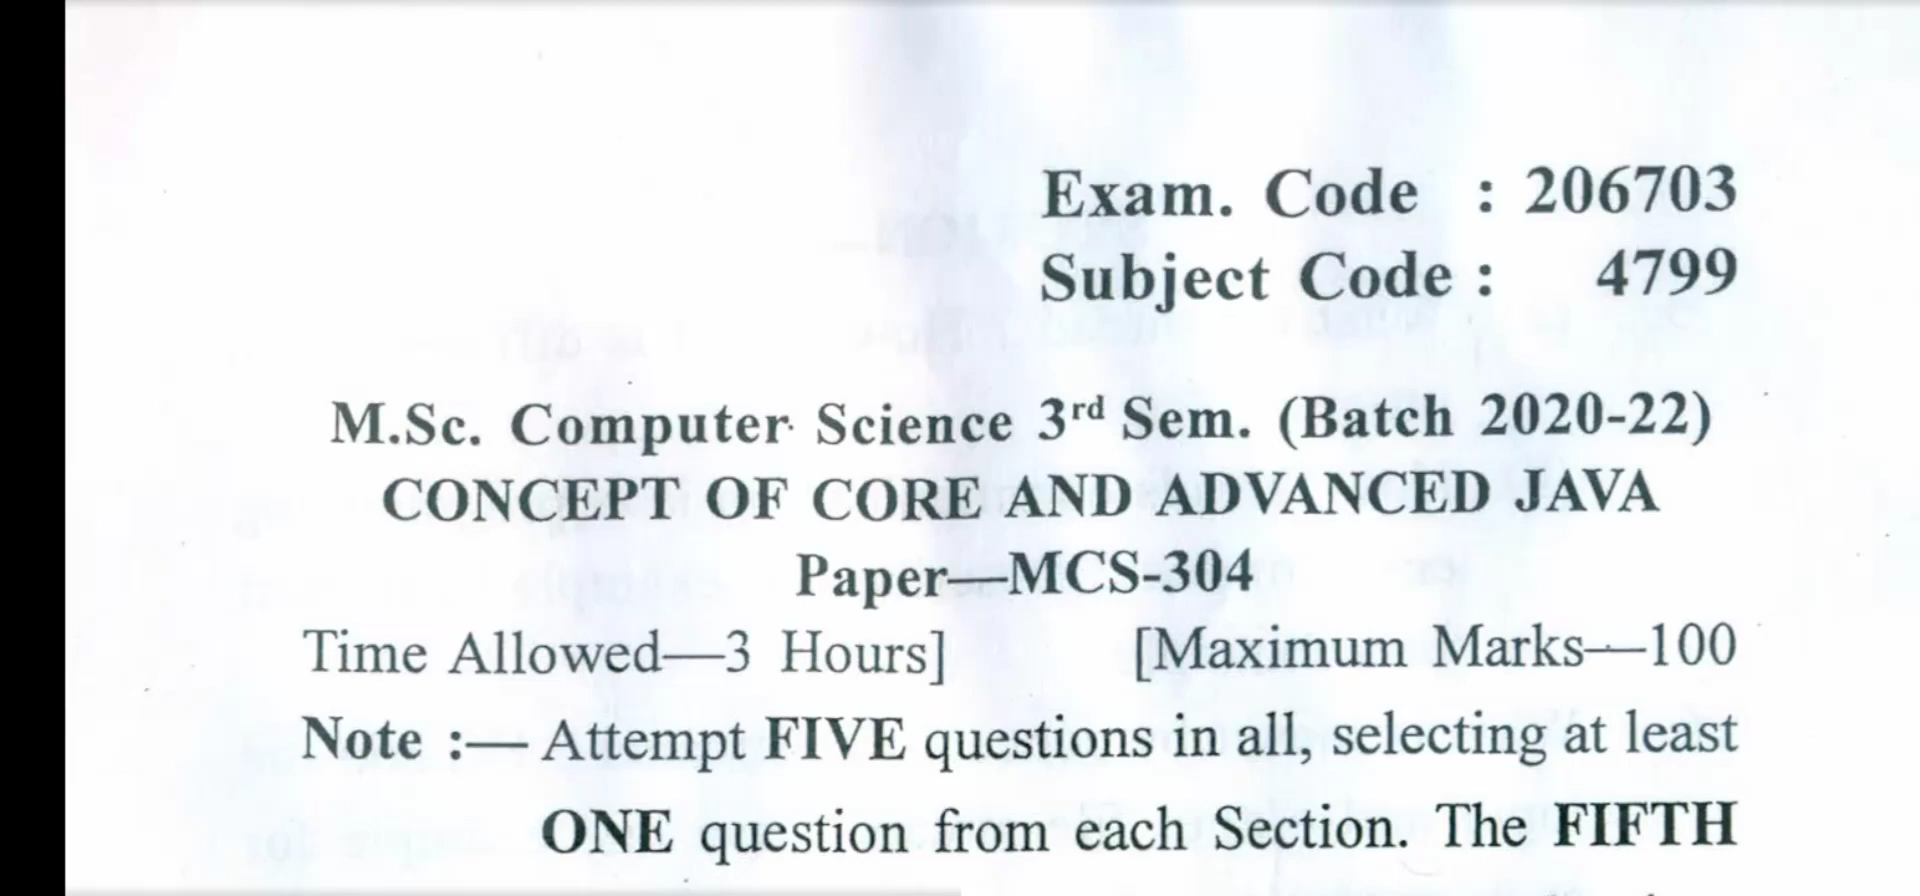 Exam. Code : 206703
Subject Code : 4799
M.Sc. Computer Science 3rd Sem. (Batch 2020-22)
CONCEPT OF CORE AND ADVANCED JAVA
Paper—MCS-304
Time Allowed—3 Hours] [Maximum Marks—100
Note :— Attempt FIVE questions in all, selecting at least
ONE question from each Section. The FIFTH